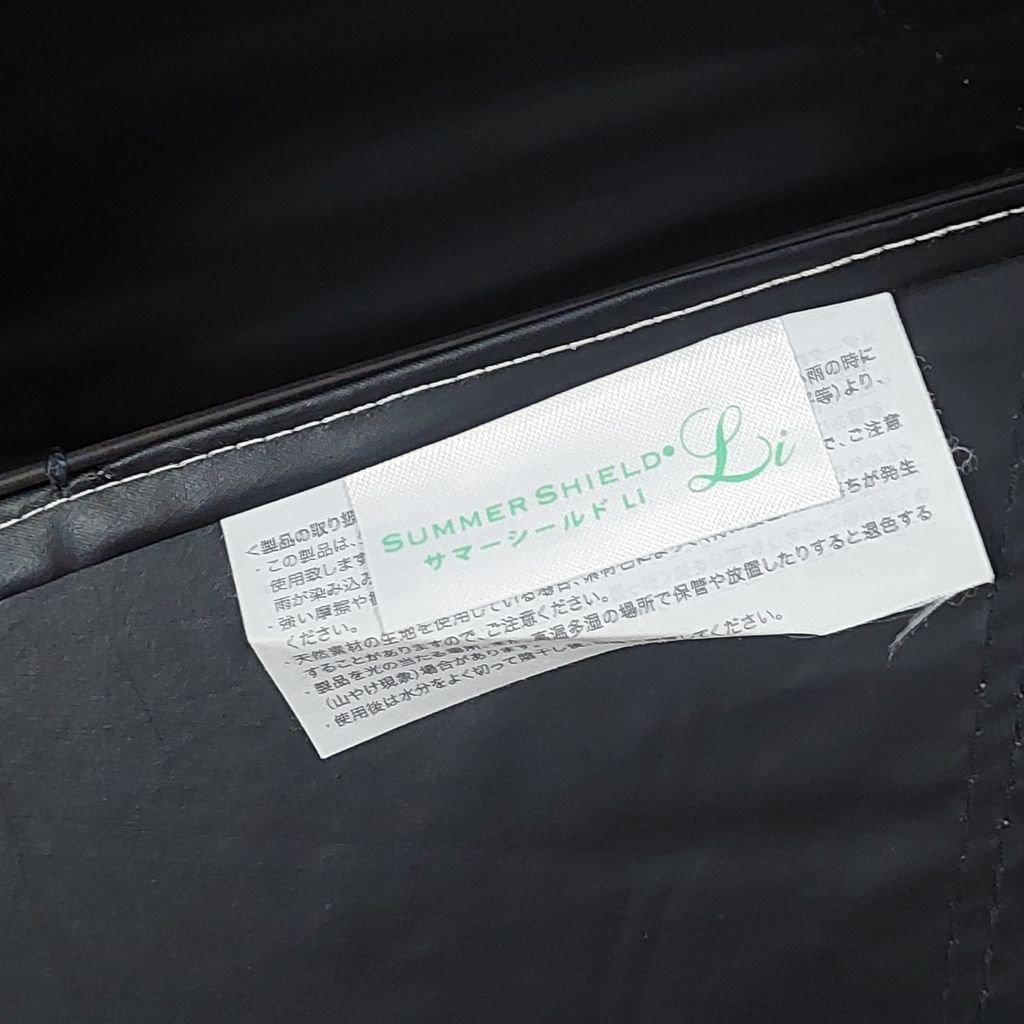 SUMMER SHIELD® Li
サマーシールド LI
<製品の取り
・この製品は、
使用致しま
雨が染み込
・強い摩擦や
ください。
・天然素材の生地を使用している場合、
することがありますので、ご注意ください。
・製品を光の当たる場所 高温多湿の場所で保管や放置したりすると退色する
(山やけ現象)場合があります。
・使用後は水分をよく切って陰干し してください。
雨の時に
等)より、
で、ご注意
ちが発生